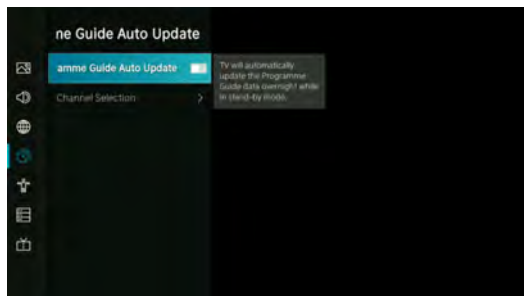 ne Guide Auto Update
amme Guide Auto Update
TV will automatically
update the Programme
Guide data overnight while
in stand-by mode.
Channel Selection